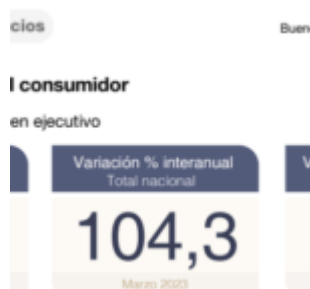 cios
Buen
l consumidor
en ejecutivo
Variación % interanual
Total nacional
V
104,3
Marzo 2023